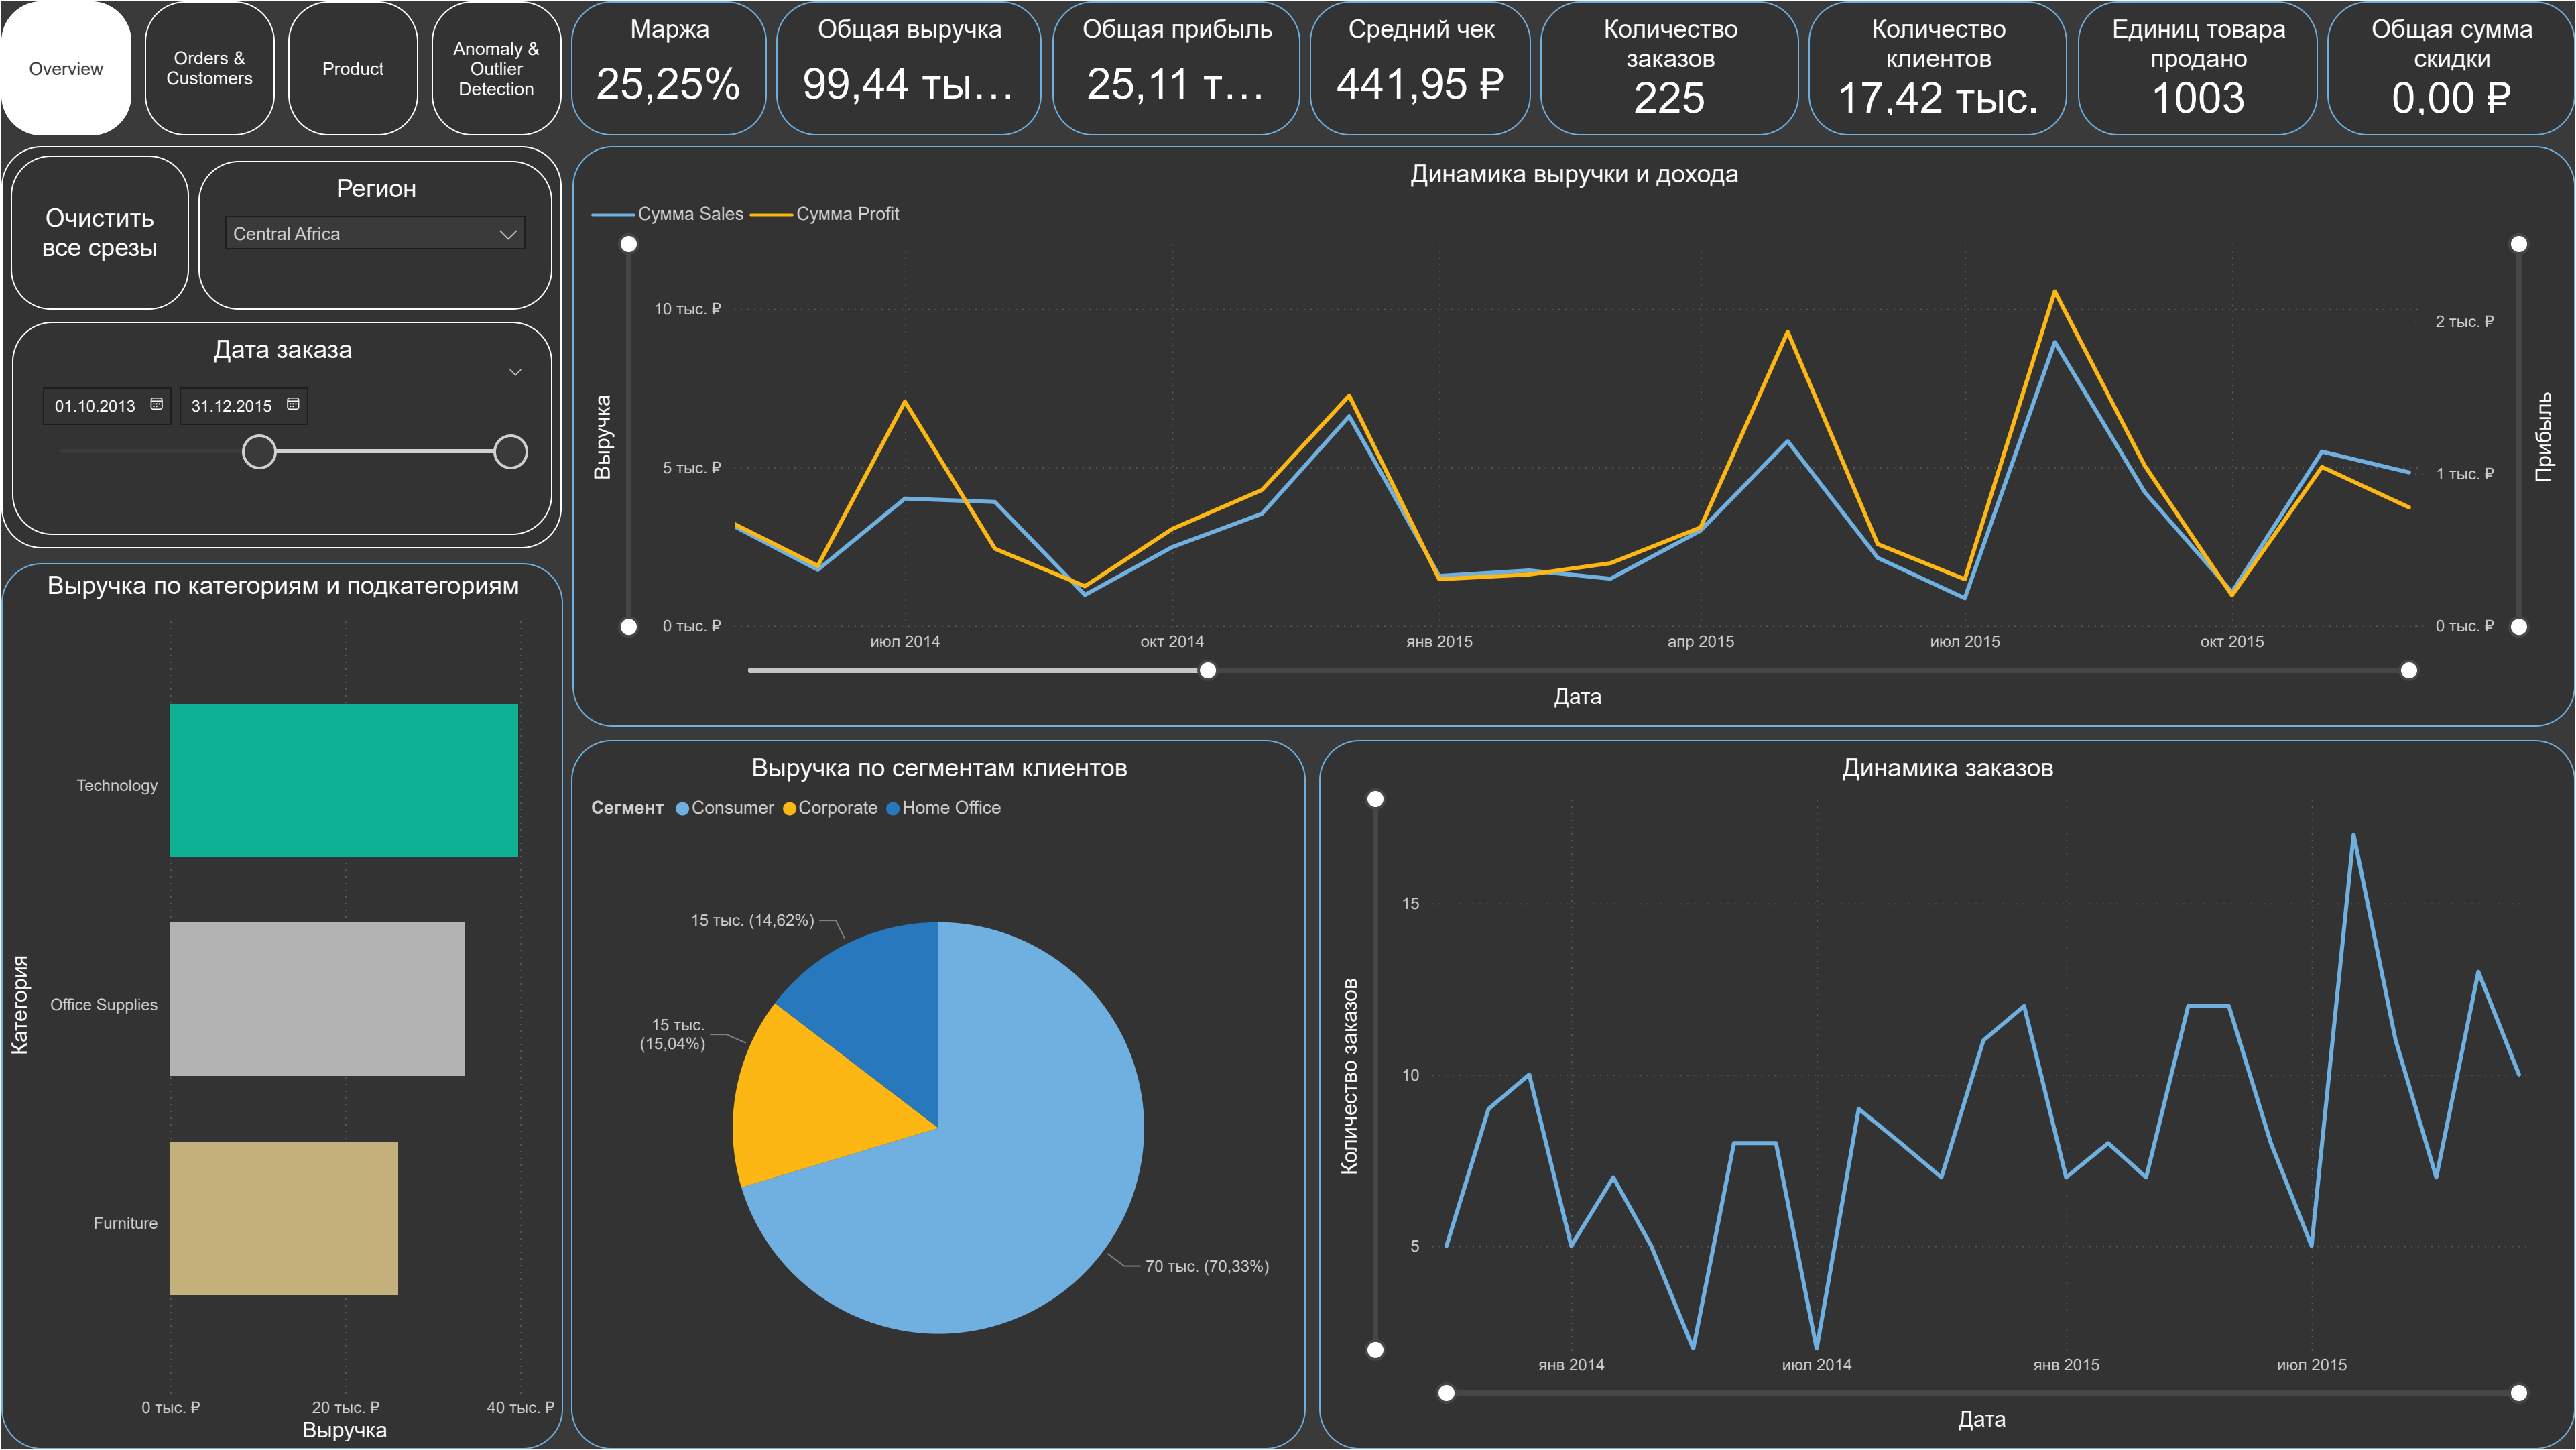 Overview
Orders &
Customers
Product
Anomaly &
Outlier
Detection
Маржа
25,25%
Общая выручка
99,44 ты…
Общая прибыль
25,11 т…
Средний чек
441,95 ₽
Количество
заказов
225
Количество
клиентов
17,42 тыс.
Единиц товара
продано
1003
Общая сумма
скидки
0,00 ₽
Очистить
все срезы
Регион
Central Africa
Дата заказа
01.10.2013
31.12.2015
Динамика выручки и дохода
Сумма Sales
Сумма Profit
Выручка
10 тыс. ₽
5 тыс. ₽
0 тыс. ₽
2 тыс. ₽
1 тыс. ₽
0 тыс. ₽
Прибыль
июл 2014
окт 2014
янв 2015
апр 2015
июл 2015
окт 2015
Дата
Выручка по категориям и подкатегориям
Категория
Technology
Office Supplies
Furniture
0 тыс. ₽
20 тыс. ₽
40 тыс. ₽
Выручка
Выручка по сегментам клиентов
Сегмент
Consumer
Corporate
Home Office
15 тыс. (14,62%)
15 тыс.
(15,04%)
70 тыс. (70,33%)
Динамика заказов
Количество заказов
15
10
5
янв 2014
июл 2014
янв 2015
июл 2015
Дата